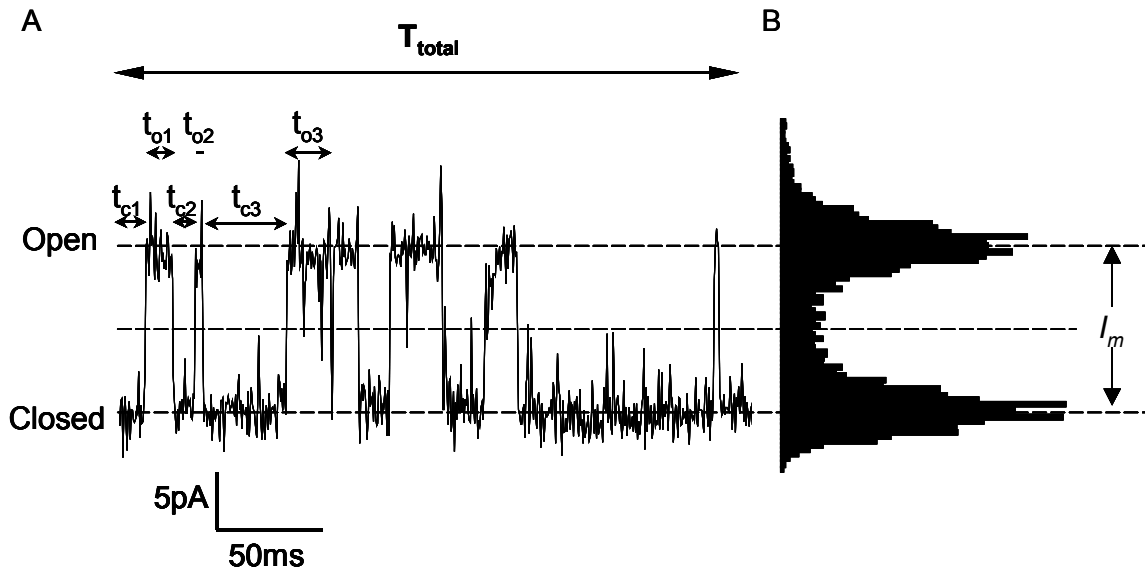 A
B
T_total
t_o1 t_o2 t_o3
t_c1 t_c2 t_c3
Open
I_m
Closed
5pA
50ms